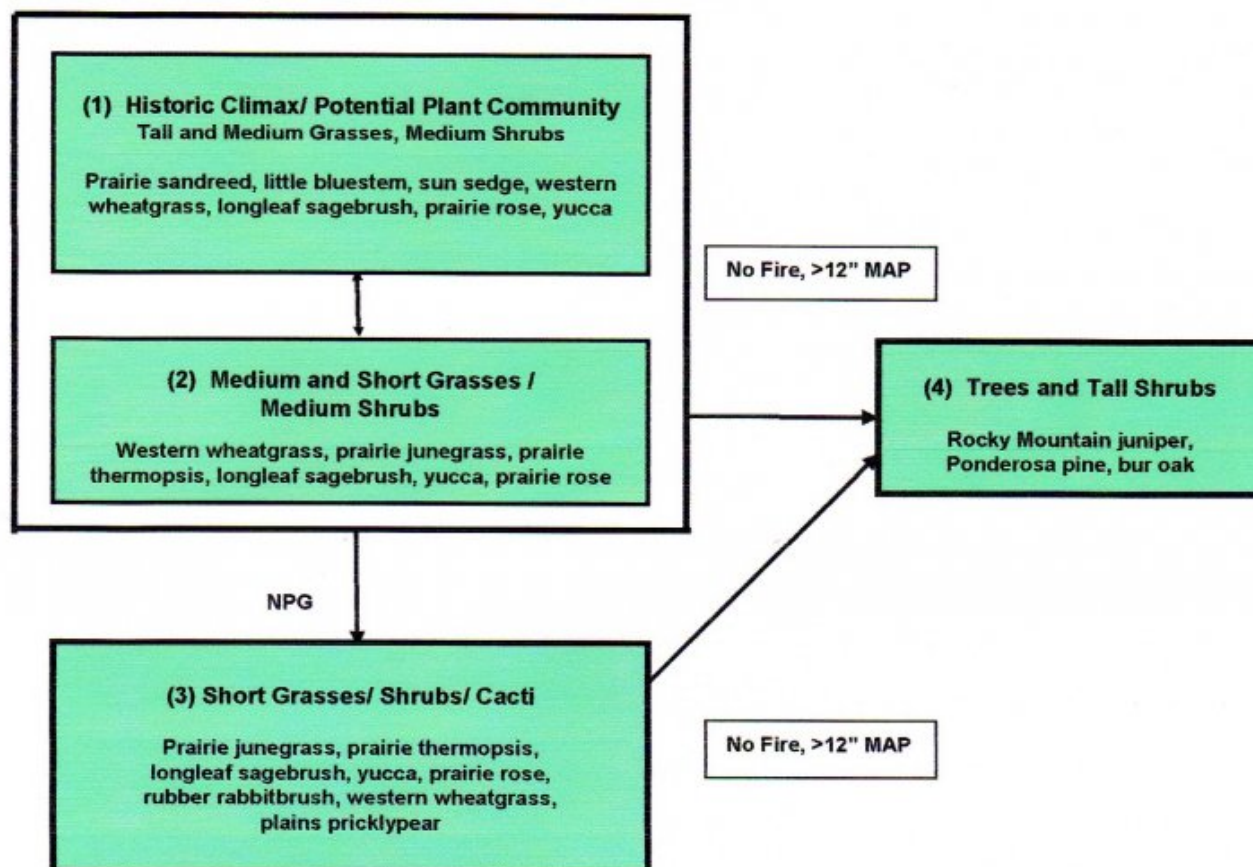 (1) Historic Climax/ Potential Plant Community
Tall and Medium Grasses, Medium Shrubs
Prairie sandreed, little bluestem, sun sedge, western
wheatgrass, longleaf sagebrush, prairie rose, yucca
No Fire, >12" MAP
(2) Medium and Short Grasses /
Medium Shrubs
Western wheatgrass, prairie junegrass, prairie
thermopsis, longleaf sagebrush, yucca, prairie rose
(4) Trees and Tall Shrubs
Rocky Mountain juniper,
Ponderosa pine, bur oak
NPG
(3) Short Grasses/ Shrubs/ Cacti
Prairie junegrass, prairie thermopsis,
longleaf sagebrush, yucca, prairie rose,
rubber rabbitbrush, western wheatgrass,
plains pricklypear
No Fire, >12" MAP